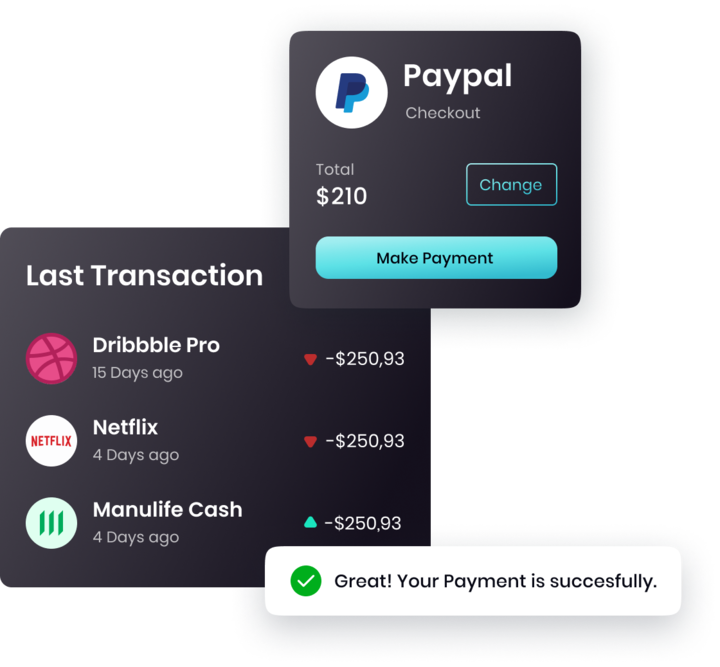 Paypal
Checkout
Total
$210
Change
Make Payment
Last Transaction
Dribbble Pro
15 Days ago
-$250,93
NETFLIX
Netflix
4 Days ago
-$250,93
Manulife Cash
4 Days ago
-$250,93
Great! Your Payment is succesfully.